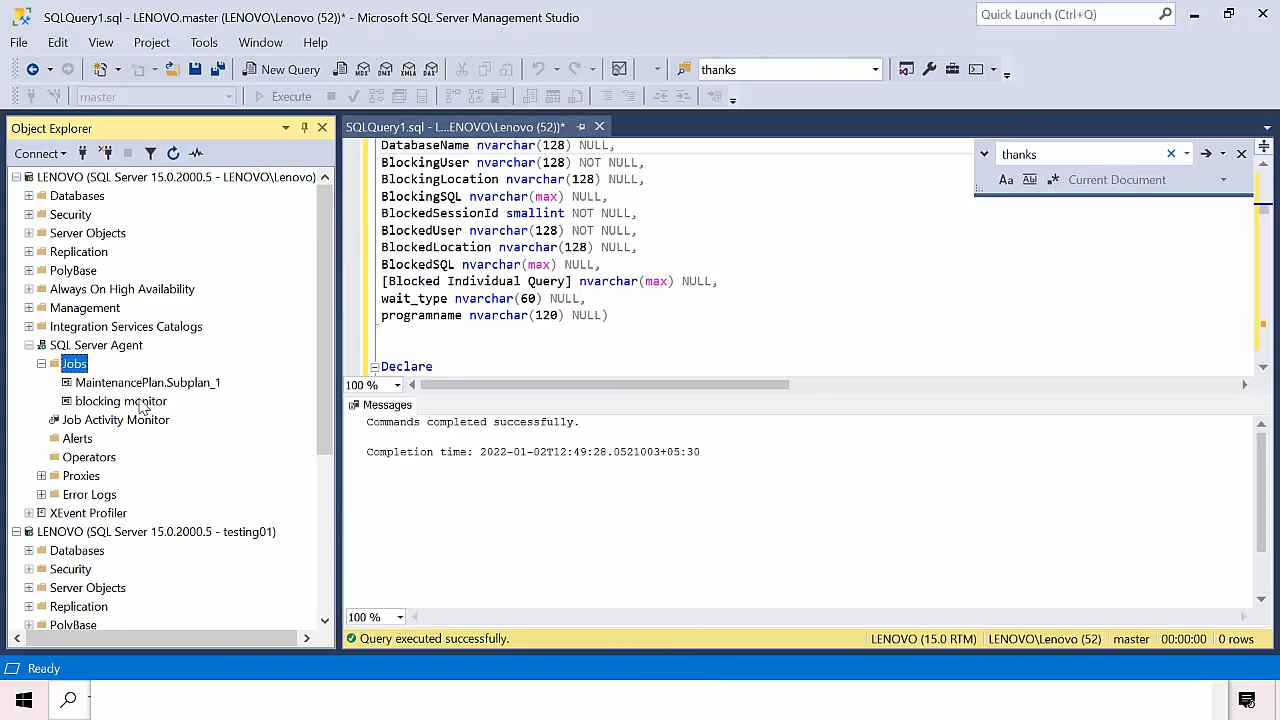 SQLQuery1.sql - LENOVO.master (LENOVO\Lenovo (52))* - Microsoft SQL Server Management Studio
Quick Launch (Ctrl+Q)
File Edit View Project Tools Window Help
New Query
MDX DMX XMLA DAX
thanks
master
Execute
Object Explorer
Connect
LENOVO (SQL Server 15.0.2000.5 - LENOVO\Lenovo)
Databases
Security
Server Objects
Replication
PolyBase
Always On High Availability
Management
Integration Services Catalogs
SQL Server Agent
Jobs
MaintenancePlan.Subplan_1
blocking monitor
Job Activity Monitor
Alerts
Operators
Proxies
Error Logs
XEvent Profiler
LENOVO (SQL Server 15.0.2000.5 - testing01)
Databases
Security
Server Objects
Replication
PolyBase
SQLQuery1.sql - L...ENOVO\Lenovo (52))*
DatabaseName nvarchar(128) NULL,
BlockingUser nvarchar(128) NOT NULL,
BlockingLocation nvarchar(128) NULL,
BlockingSQL nvarchar(max) NULL,
BlockedSessionId smallint NOT NULL,
BlockedUser nvarchar(128) NOT NULL,
BlockedLocation nvarchar(128) NULL,
BlockedSQL nvarchar(max) NULL,
[Blocked Individual Query] nvarchar(max) NULL,
wait_type nvarchar(60) NULL,
programname nvarchar(120) NULL)
Declare
thanks
Aa Ab .* Current Document
100 %
Messages
Commands completed successfully.
Completion time: 2022-01-02T12:49:28.0521003+05:30
100 %
Query executed successfully.
LENOVO (15.0 RTM) LENOVO\Lenovo (52) master 00:00:00 0 rows
Ready